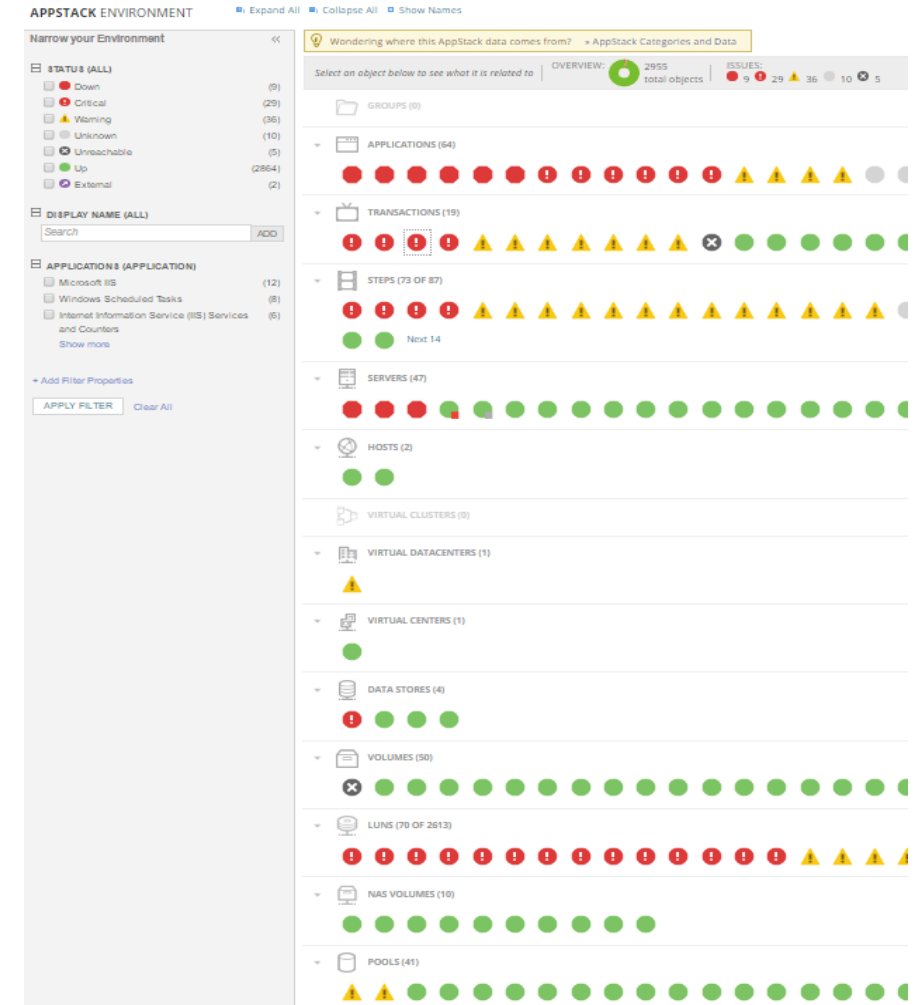 APPSTACK ENVIRONMENT
Expand All Collapse All Show Names
Narrow your Environment
STATUS (ALL)
Down (9)
Critical (29)
Warning (36)
Unknown (10)
Unreachable (5)
Up (2864)
External (2)
DISPLAY NAME (ALL)
Search ADD
APPLICATIONS (APPLICATION)
Microsoft IIS (12)
Windows Scheduled Tasks (8)
Internet Information Service (IIS) Services (6)
and Counters
Show more
+ Add Filter Properties
APPLY FILTER Clear All
Wondering where this AppStack data comes from? » AppStack Categories and Data
Select an object below to see what it is related to
OVERVIEW: 2955
total objects
ISSUES:
9 29 36 10 5
GROUPS (0)
APPLICATIONS (64)
TRANSACTIONS (19)
STEPS (73 OF 87)
Next 14
SERVERS (47)
HOSTS (2)
VIRTUAL CLUSTERS (0)
VIRTUAL DATACENTERS (1)
VIRTUAL CENTERS (1)
DATA STORES (4)
VOLUMES (50)
LUNS (70 OF 2613)
NAS VOLUMES (10)
POOLS (41)